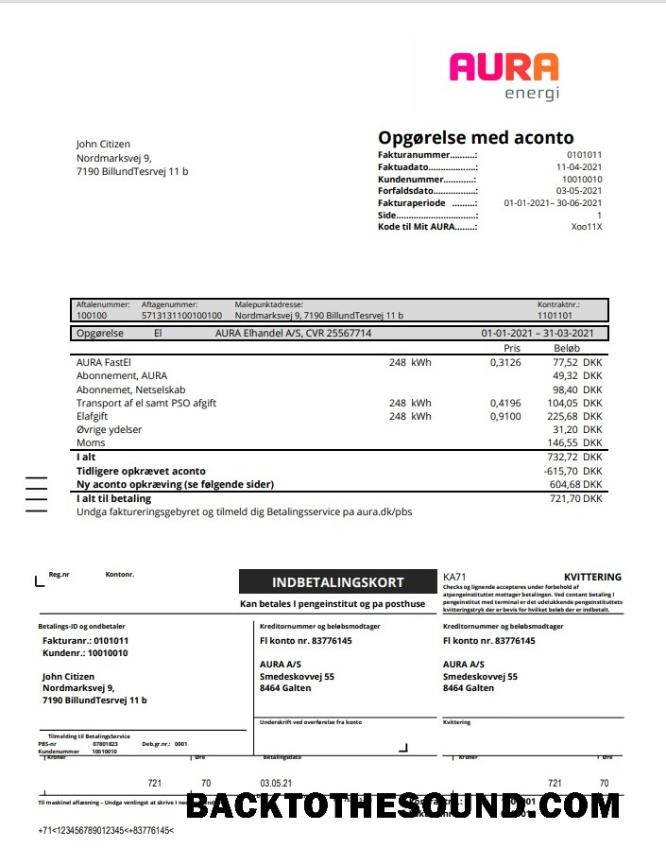 AURA
energi
John Citizen
Nordmarksvej 9,
7190 BillundTesrvej 11 b
Opgørelse med aconto
Fakturanummer..........: 0101011
Faktuadato...................: 11-04-2021
Kundenummer............: 10010010
Forfaldsdato................: 03-05-2021
Fakturaperiode .........: 01-01-2021– 30-06-2021
Side...............................: 1
Kode til Mit AURA.......: Xoo11X
Aftalenummer: Aftagenummer: Malepunktadresse: Kontraktnr.:
100100 5713131100100100 Nordmarksvej 9, 7190 BillundTesrvej 11 b 1101101
Opgørelse El AURA Elhandel A/S, CVR 25567714 01-01-2021 – 31-03-2021
Pris Beløb
AURA FastEl 248 kWh 0,3126 77,52 DKK
Abonnement, AURA 49,32 DKK
Abonnemet, Netselskab 98,40 DKK
Transport af el samt PSO afgift 248 kWh 0,4196 104,05 DKK
Elafgift 248 kWh 0,9100 225,68 DKK
Øvrige ydelser 31,20 DKK
Moms 146,55 DKK
I alt 732,72 DKK
Tidligere opkrævet aconto -615,70 DKK
Ny aconto opkræving (se følgende sider) 604,68 DKK
I alt til betaling 721,70 DKK
Undga faktureringsgebyret og tilmeld dig Betalingsservice pa aura.dk/pbs
Reg.nr Kontonr. INDBETALINGSKORT KA71 KVITTERING
Kan betales I pengeinstitut og pa posthuse
Checks og lignende accepteres under forbehold af
atpengeinstituttet mottager betalingen. Ved contant betaling I
pengeinstitut med terminal er det udelukkende pengeinstituttets
kvitteringstryk der er bevis for hvilket beløb der er indbetalt.
Betalings-ID og ondbetaler Kreditornummer og beløbsmodtager Kreditornummer og beløbsmodtager
Fakturanr.: 0101011 FI konto nr. 83776145 FI konto nr. 83776145
Kundenr.: 10010010
John Citizen AURA A/S AURA A/S
Nordmarksvej 9, Smedeskovvej 55 Smedeskovvej 55
7190 BillundTesrvej 11 b 8464 Galten 8464 Galten
Underskrift ved overførelse fra konto Kvittering
Tilmelding til Betalingsservice
PBS-nr 07801823 Deb.gr.nr.: 0001
Kundenummer 10010010
Kroner Øre Betalingsdato Kroner Øre
721 70 03.05.21 721 70
Til maskinel aflæsning – Undga venligst at skrive i
BACKTOTHESOUND.COM
+71<123456789012345<+83776145<